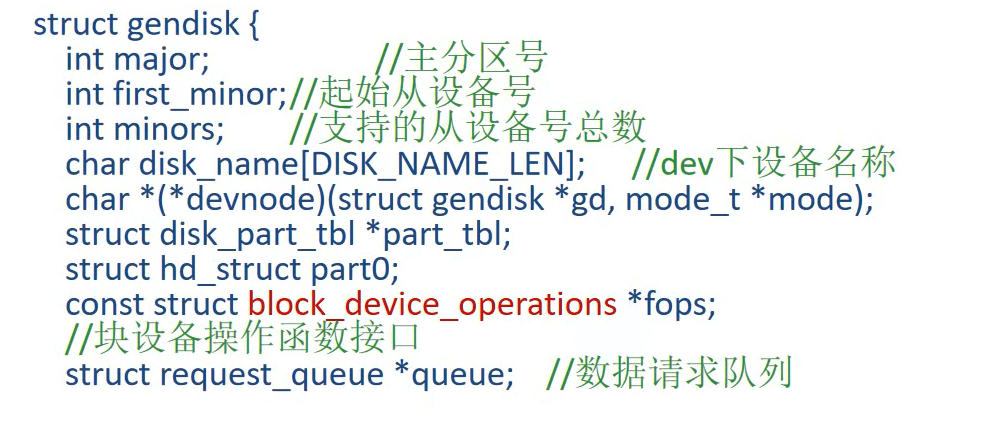 struct gendisk {
int major; //主分区号
int first_minor;//起始从设备号
int minors; //支持的从设备号总数
char disk_name[DISK_NAME_LEN]; //dev下设备名称
char *(*devnode)(struct gendisk *gd, mode_t *mode);
struct disk_part_tbl *part_tbl;
struct hd_struct part0;
const struct block_device_operations *fops;
//块设备操作函数接口
struct request_queue *queue; //数据请求队列